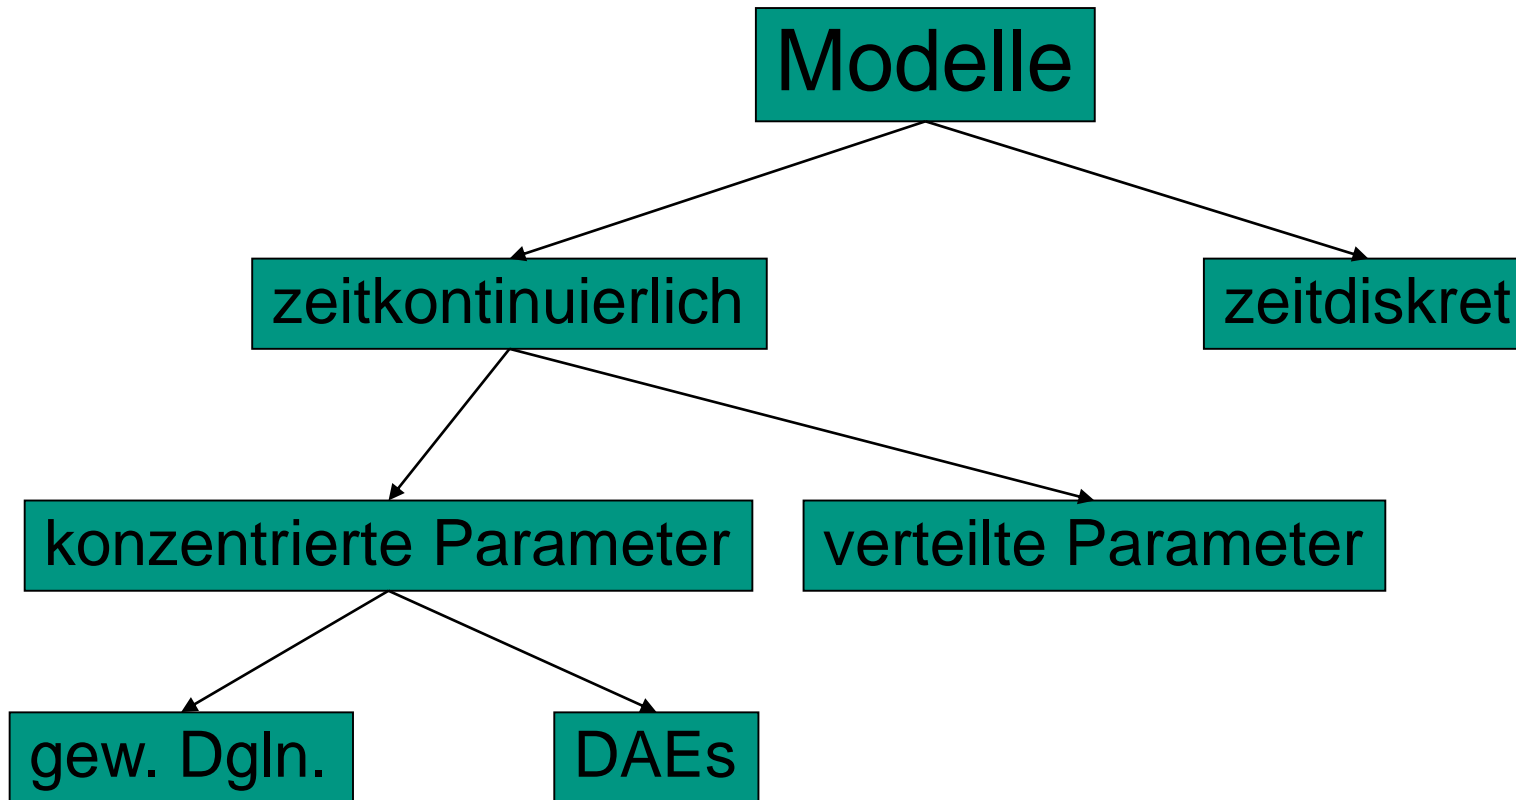 Modelle
zeitkontinuierlich
zeitdiskret
konzentrierte Parameter
verteilte Parameter
gew. Dgln.
DAEs